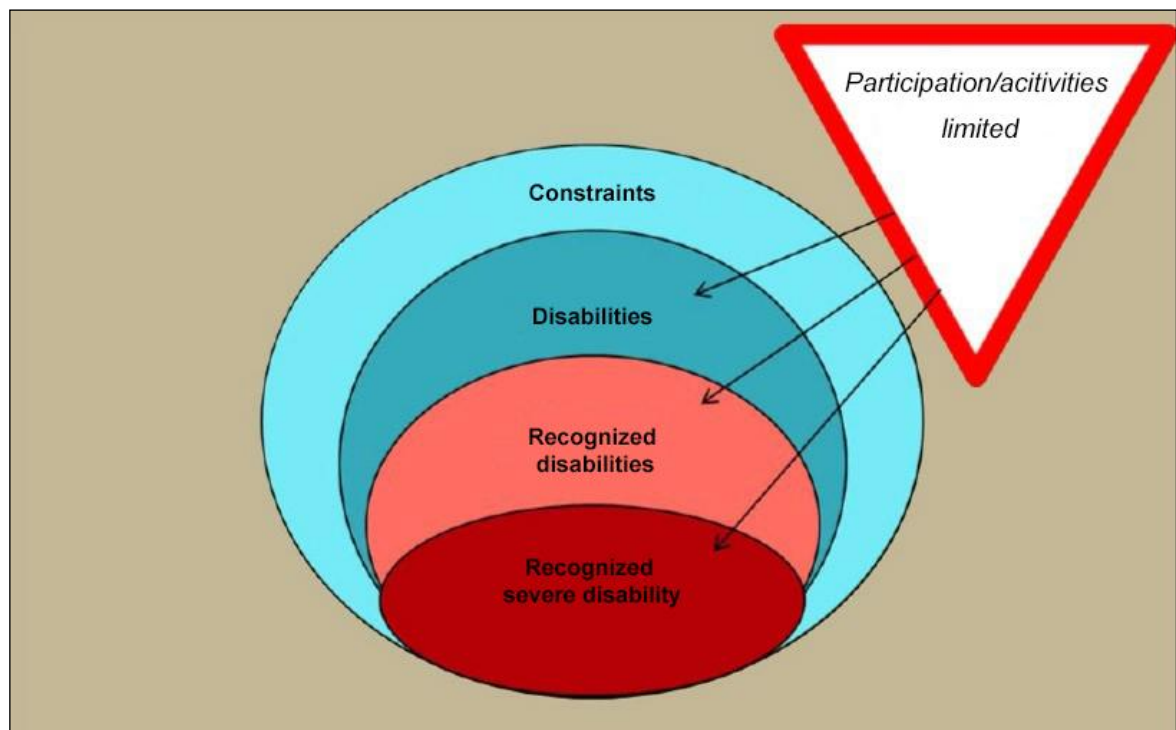 Participation/acitivities
limited
Constraints
Disabilities
Recognized
disabilities
Recognized
severe disability